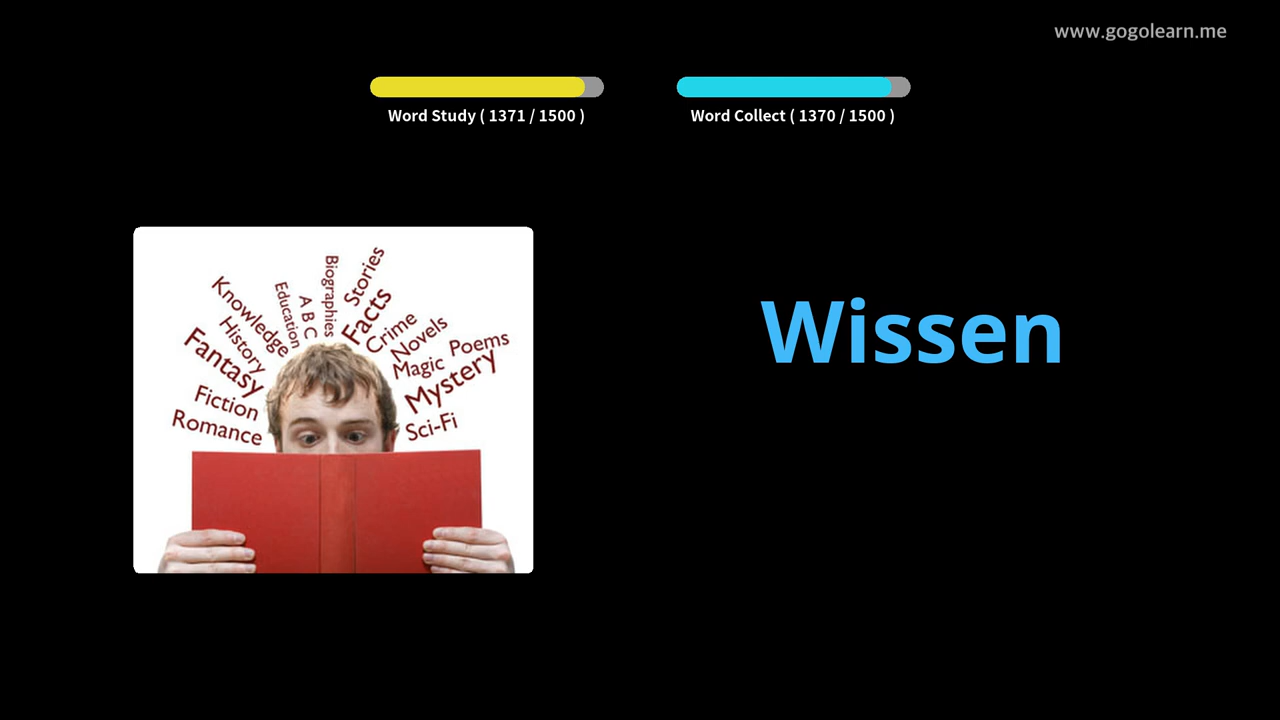 www.gogolearn.me
Word Study ( 1371 / 1500 )
Word Collect ( 1370 / 1500 )
Wissen
Romance
Fiction
Fantasy
History
Knowledge
Education
A B C
Biographies
Stories
Facts
Crime
Novels
Magic
Poems
Mystery
Sci-Fi